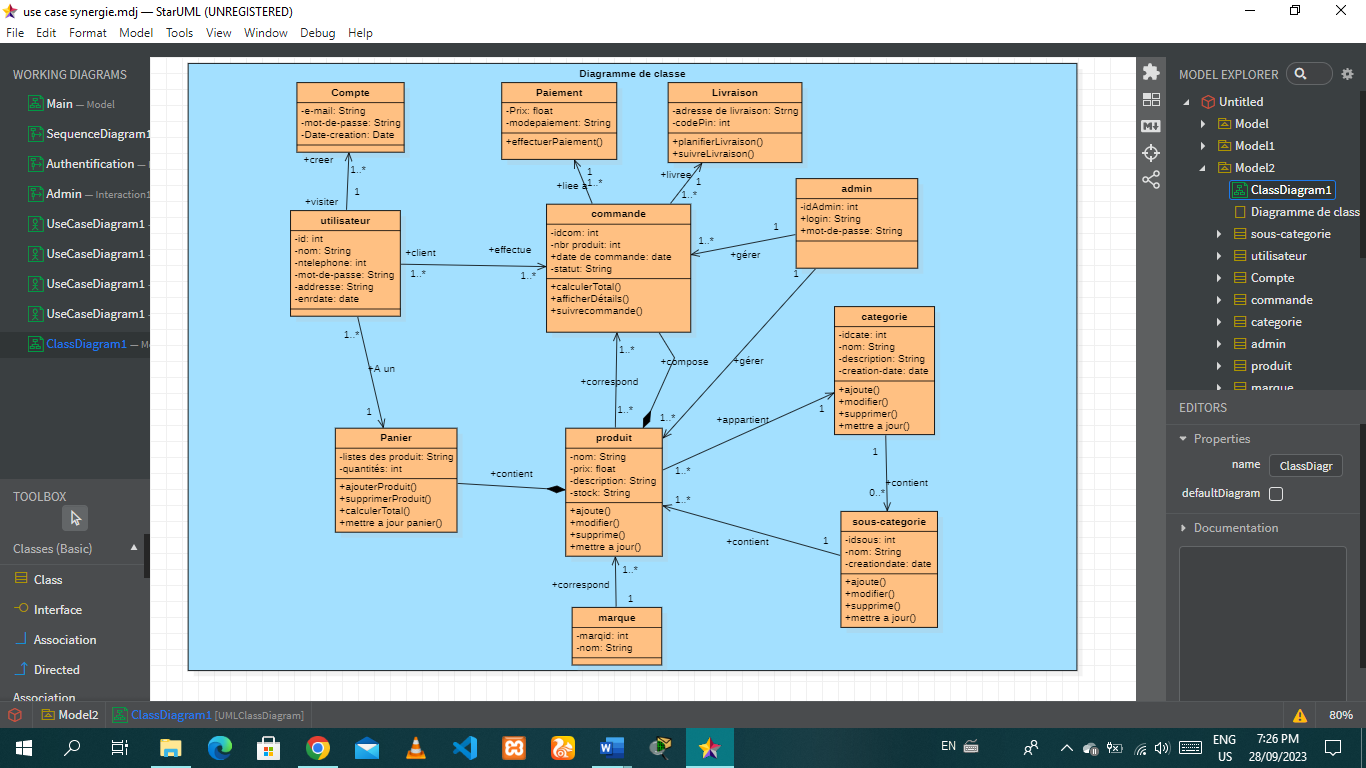 use case synergie.mdj — StarUML (UNREGISTERED)
File Edit Format Model Tools View Window Debug Help
WORKING DIAGRAMS
Main — Model
SequenceDiagram1
Authentification —
Admin — Interaction1
UseCaseDiagram1
UseCaseDiagram1
UseCaseDiagram1
UseCaseDiagram1
ClassDiagram1 — Mo
TOOLBOX
Classes (Basic)
Class
Interface
Association
Directed
Association
Diagramme de classe
Compte
-e-mail: String
-mot-de-passe: String
-Date-creation: Date
Paiement
-Prix: float
-modepaiement: String
+effectuerPaiement()
Livraison
-adresse de livraison: Strng
-codePin: int
+planifierLivraison()
+suivreLivraison()
+creer
1..*
1
+visiter
1
+liee a
1..*
+livree
1
1..*
utilisateur
-id: int
-nom: String
-ntelephone: int
-mot-de-passe: String
-addresse: String
-enrdate: date
+client
1..*
+effectue
1..*
commande
-idcom: int
-nbr produit: int
+date de commande: date
-statut: String
+calculerTotal()
+afficherDétails()
+suivrecommande()
admin
-idAdmin: int
+login: String
+mot-de-passe: String
1..*
1
+gérer
1
+gérer
1..*
1..*
+A un
1
1..*
+correspond
1..*
+compose
categorie
-idcate: int
-nom: String
-description: String
-creation-date: date
+ajoute()
+modifier()
+supprimer()
+mettre a jour()
Panier
-listes des produit: String
-quantités: int
+ajouterProduit()
+supprimerProduit()
+calculerTotal()
+mettre a jour panier()
+contient
produit
-nom: String
-prix: float
-description: String
-stock: String
+ajoute()
+modifier()
+supprime()
+mettre a jour()
+appartient
1
1..*
1
+contient
0..*
1..*
+contient
1
sous-categorie
-idsous: int
-nom: String
-creationdate: date
+ajoute()
+modifier()
+supprime()
+mettre a jour()
1..*
+correspond
1
marque
-marqid: int
-nom: String
MODEL EXPLORER
Untitled
Model
Model1
Model2
ClassDiagram1
Diagramme de class
sous-categorie
utilisateur
Compte
commande
categorie
admin
produit
marque
EDITORS
Properties
name ClassDiagr
defaultDiagram
Documentation
Model2 ClassDiagram1 [UMLClassDiagram] 80%
EN
ENG
US
7:26 PM
28/09/2023